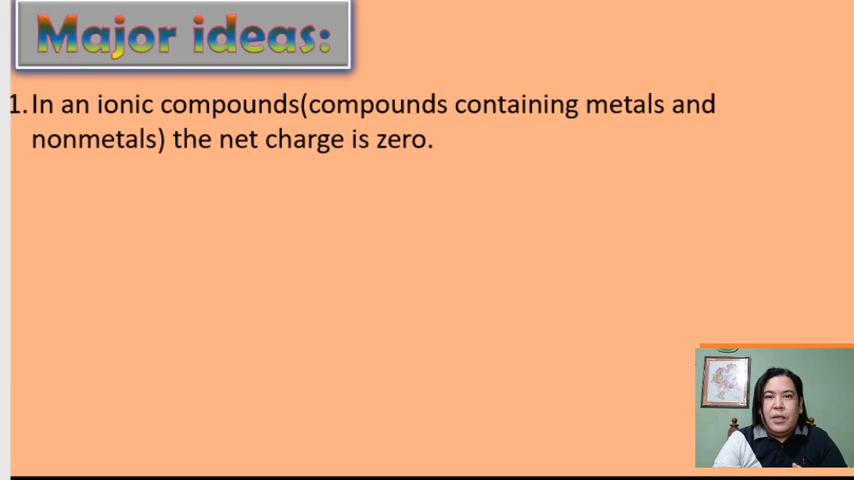 Major ideas:
1. In an ionic compounds(compounds containing metals and
nonmetals) the net charge is zero.